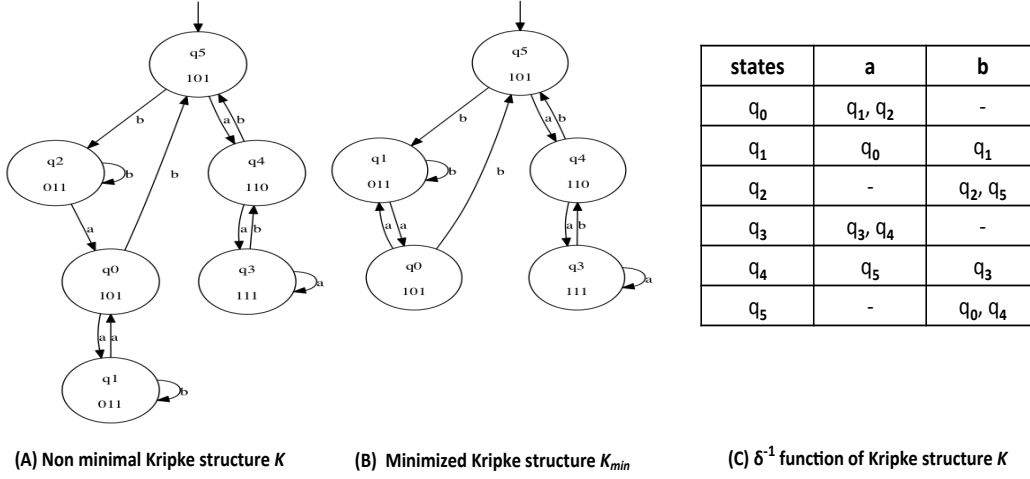 q5
101
b
a b
q2
011
b
b
q4
110
a
a b
q0
101
q3
111
a
a a
q1
011
b
(A) Non minimal Kripke structure K
q5
101
b
a b
q1
011
b
b
q4
110
a a
a b
q0
101
q3
111
a
(B) Minimized Kripke structure Kmin
states a b
q0 q1, q2 -
q1 q0 q1
q2 - q2, q5
q3 q3, q4 -
q4 q5 q3
q5 - q0, q4
(C) δ-1 function of Kripke structure K